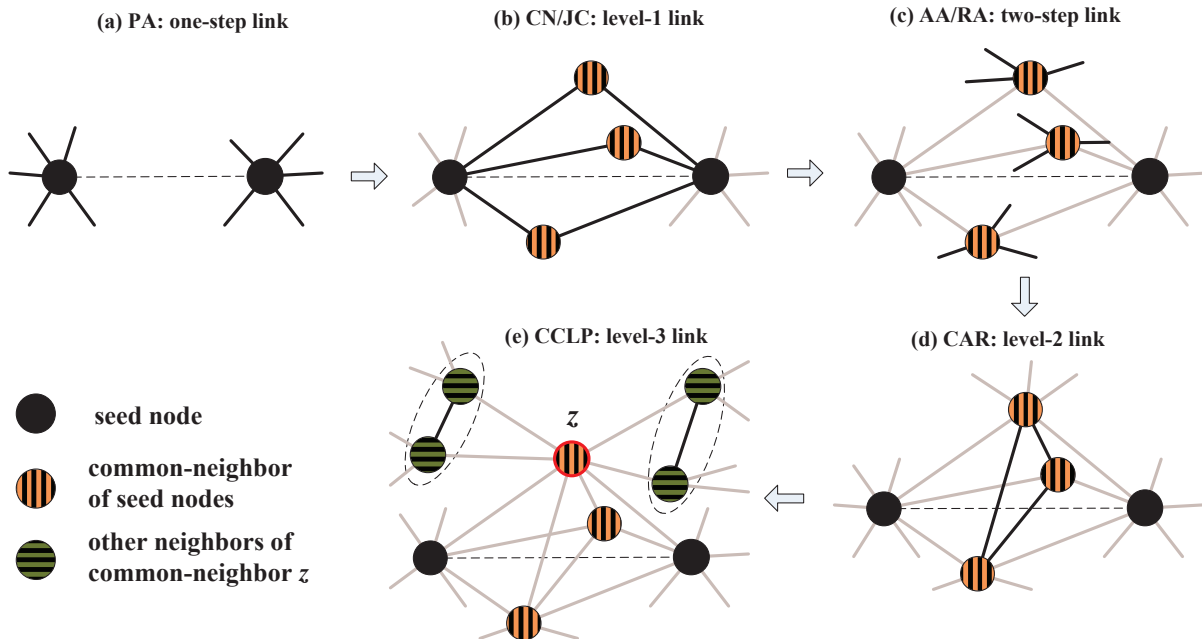 (a) PA: one-step link
(b) CN/JC: level-1 link
(c) AA/RA: two-step link
(e) CCLP: level-3 link
(d) CAR: level-2 link
z
seed node
common-neighbor
of seed nodes
other neighbors of
common-neighbor z